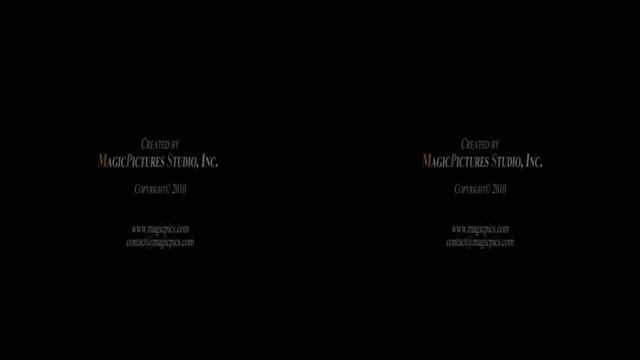 CREATED BY
MAGICPICTURES STUDIO, INC.
COPYRIGHT© 2010
www.magicpics.com
contact@magicpics.com
CREATED BY
MAGICPICTURES STUDIO, INC.
COPYRIGHT© 2010
www.magicpics.com
contact@magicpics.com